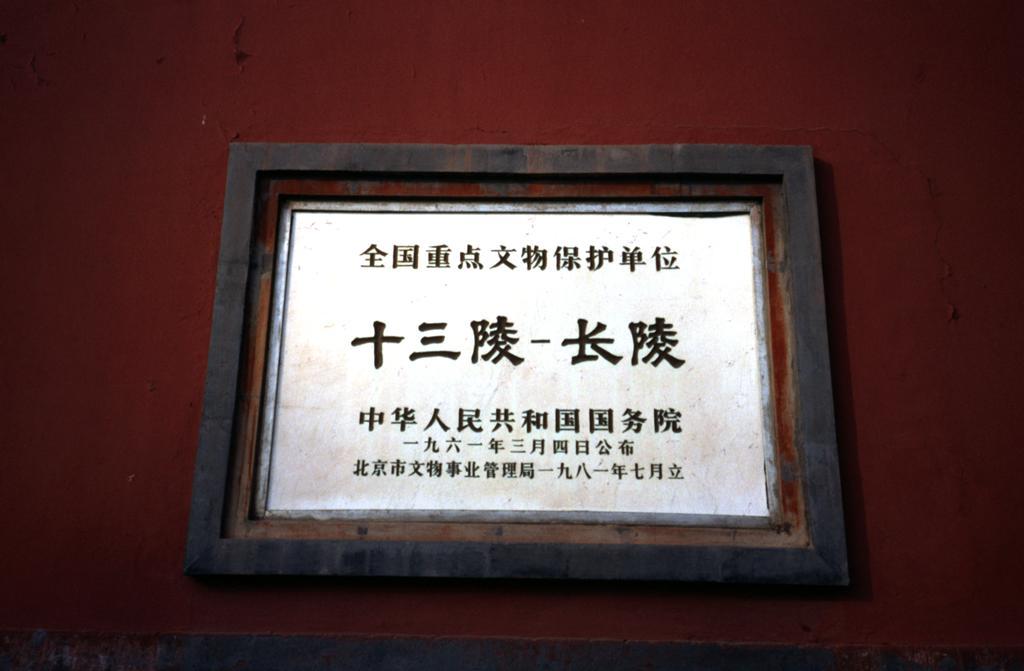 全国重点文物保护单位
十三陵-长陵
中华人民共和国国务院
一九六一年三月四日公布
北京市文物事业管理局一九八一年七月立